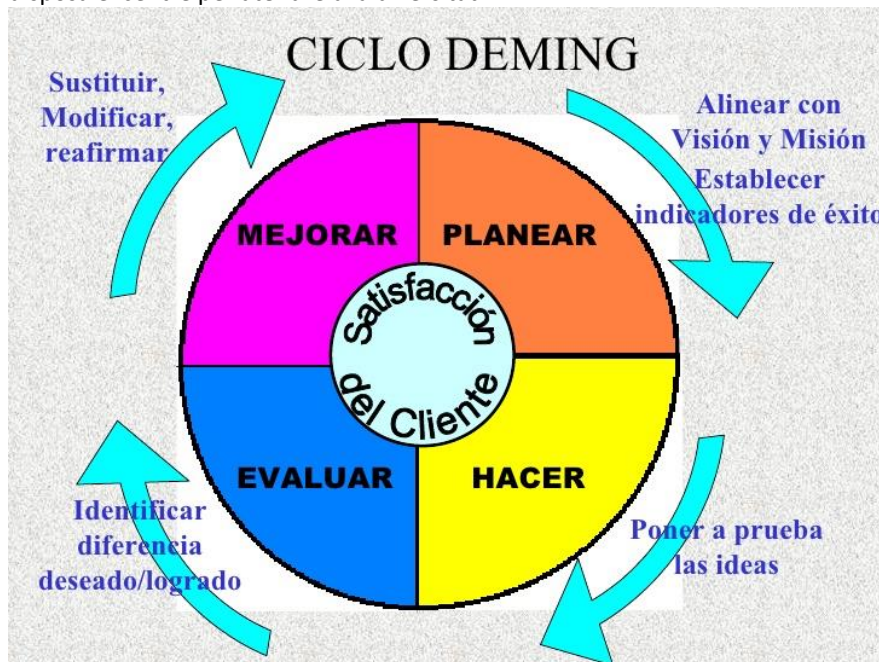 CICLO DEMING
Sustituir,
Modificar,
reafirmar
Alinear con
Visión y Misión
Establecer
indicadores de éxito
MEJORAR
PLANEAR
Satisfacción
del Cliente
EVALUAR
HACER
Identificar
diferencia
deseado/logrado
Poner a prueba
las ideas